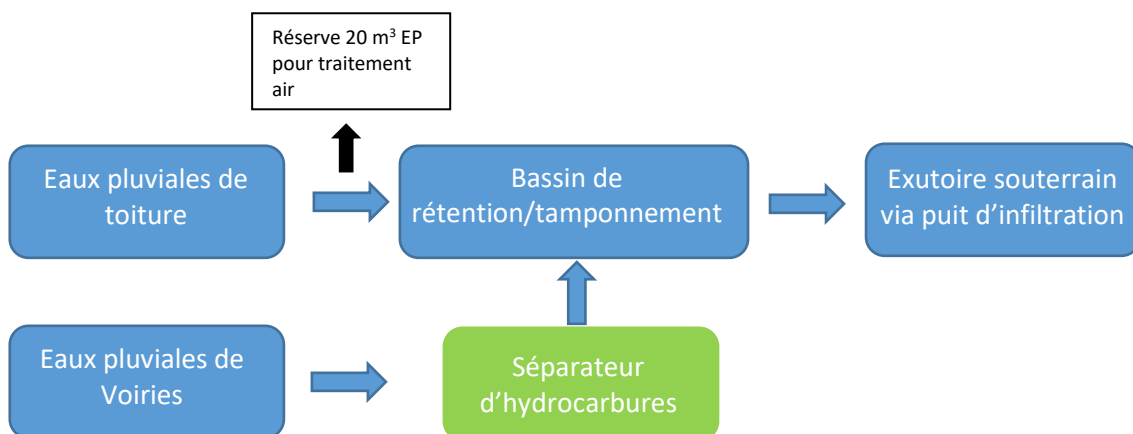 Réserve 20 m³ EP
pour traitement
air
Eaux pluviales de
toiture
Bassin de
rétention/tamponnement
Exutoire souterrain
via puit d’infiltration
Eaux pluviales de
Voiries
Séparateur
d’hydrocarbures